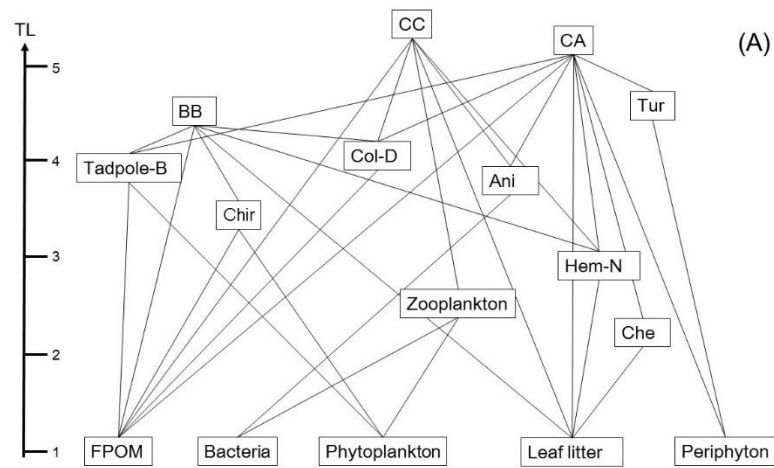 TL
CC
CA
(A)
5
Tur
BB
4
Tadpole-B
Col-D
Ani
Chir
3
Hem-N
Zooplankton
Che
2
1
FPOM
Bacteria
Phytoplankton
Leaf litter
Periphyton